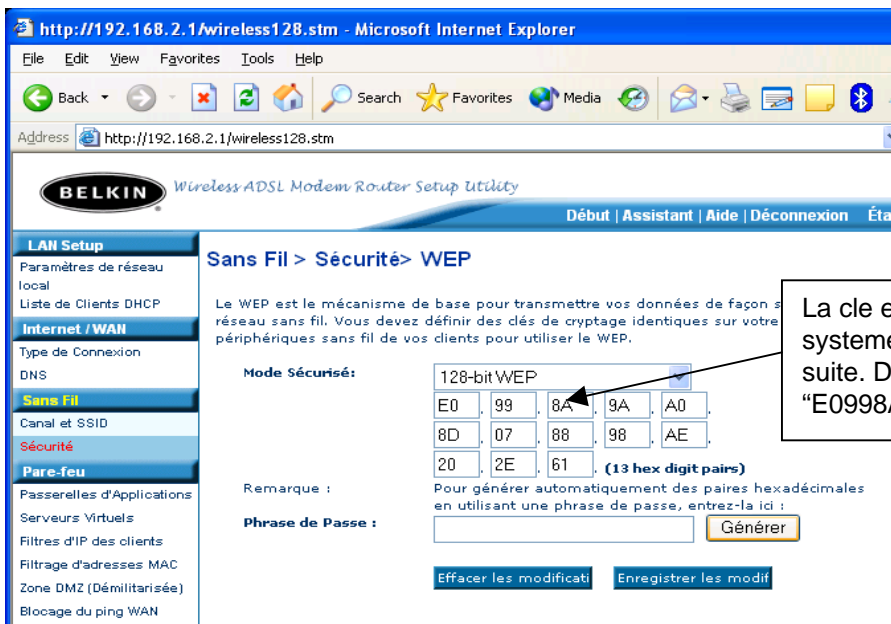 http://192.168.2.1/wireless128.stm - Microsoft Internet Explorer
File Edit View Favorites Tools Help
Back Search Favorites Media
Address http://192.168.2.1/wireless128.stm
BELKIN Wireless ADSL Modem Router Setup Utility
Début | Assistant | Aide | Déconnexion
LAN Setup
Paramètres de réseau
local
Liste de Clients DHCP
Internet / WAN
Type de Connexion
DNS
Sans Fil
Canal et SSID
Sécurité
Pare-feu
Passerelles d'Applications
Serveurs Virtuels
Filtres d'IP des clients
Filtrage d'adresses MAC
Zone DMZ (Démilitarisée)
Blocage du ping WAN
Sans Fil > Sécurité> WEP
Le WEP est le mécanisme de base pour transmettre vos données de façon s
réseau sans fil. Vous devez définir des clés de cryptage identiques sur votre
périphériques sans fil de vos clients pour utiliser le WEP.
Mode Sécurisé: 128-bit WEP
E0 . 99 . 8A . 9A . A0 .
8D . 07 . 88 . 98 . AE .
20 . 2E . 61 . (13 hex digit pairs)
Remarque : Pour générer automatiquement des paires hexadécimales
en utilisant une phrase de passe, entrez-la ici :
Phrase de Passe : Générer
Effacer les modificati Enregistrer les modif
La cle e
systeme
suite. D
“E0998